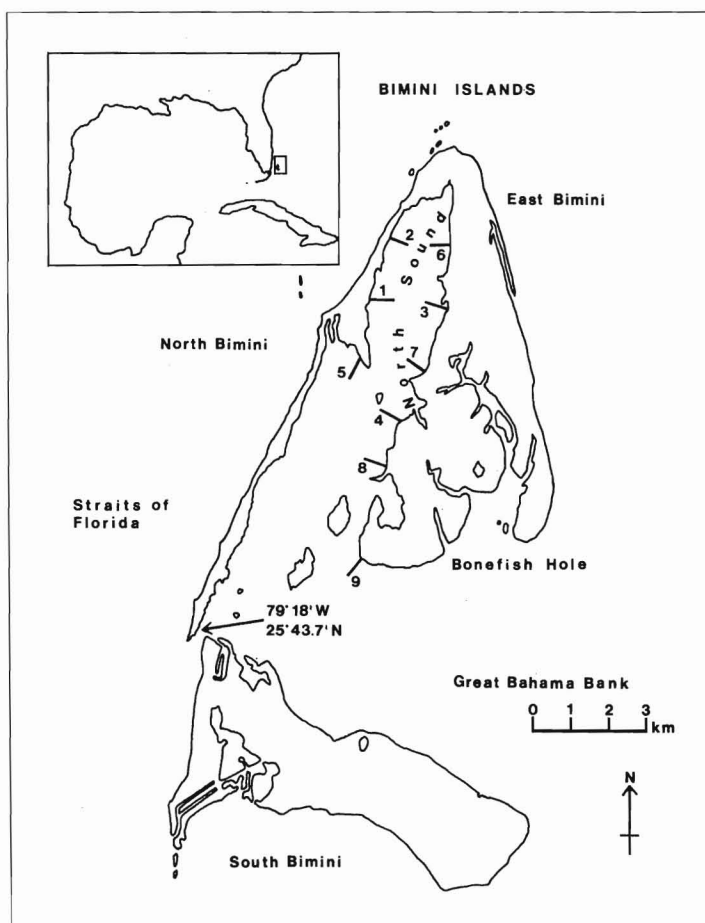 BIMINI ISLANDS
East Bimini
North Sound
2
6
1
3
North Bimini
7
5
4
8
Straits of
Florida
Bonefish Hole
9
79°18'W
25°43.7'N
Great Bahama Bank
0 1 2 3
km
N
South Bimini